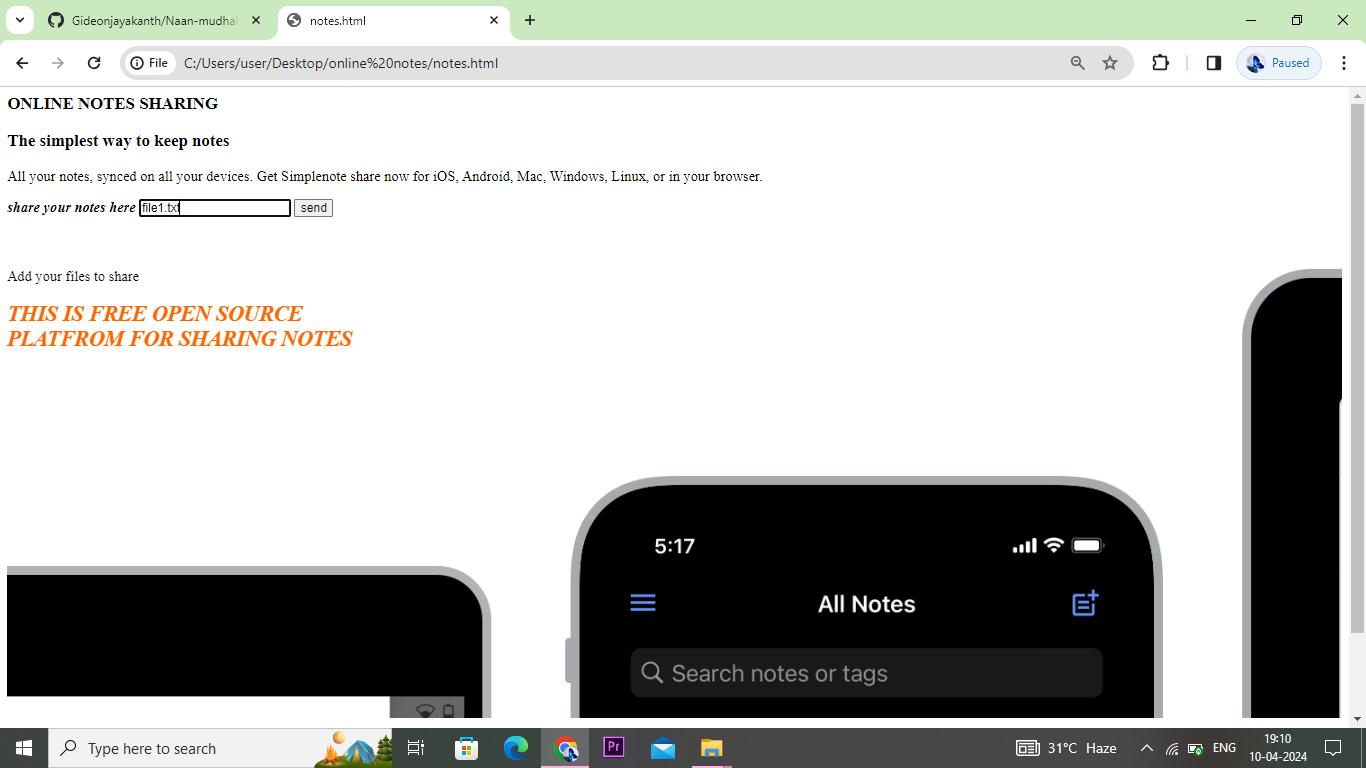 Gideonjayakanth/Naan-mudhal
notes.html
File
C:/Users/user/Desktop/online%20notes/notes.html
Paused
ONLINE NOTES SHARING
The simplest way to keep notes
All your notes, synced on all your devices. Get Simplenote share now for iOS, Android, Mac, Windows, Linux, or in your browser.
share your notes here file1.txt send
Add your files to share
THIS IS FREE OPEN SOURCE
PLATFROM FOR SHARING NOTES
5:17
All Notes
Search notes or tags
Type here to search
Pr
31°C Haze
ENG
19:10
10-04-2024